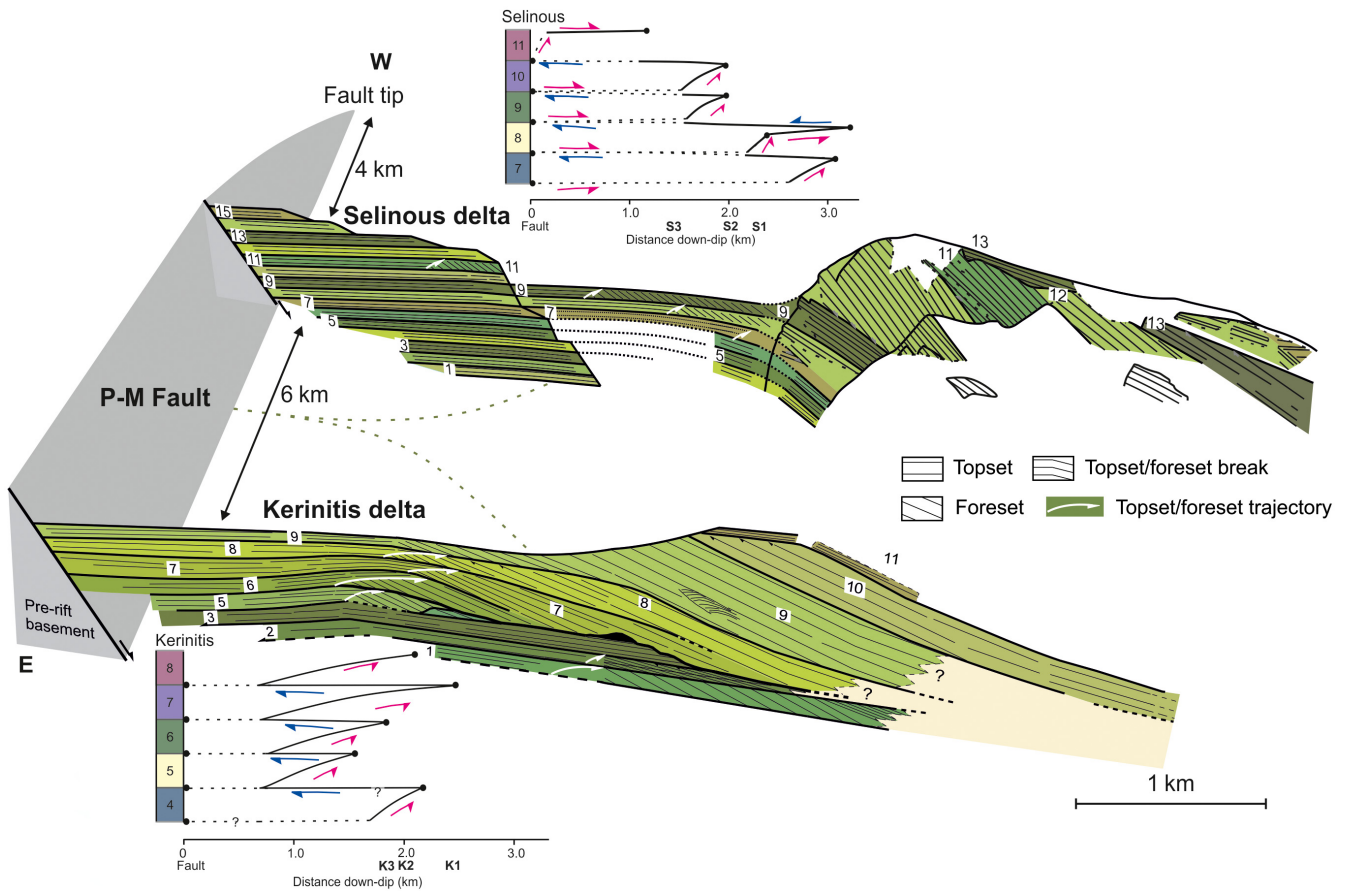 Selinous
11
10
9
8
7
0
1.0
2.0
3.0
Fault
S3
S2
S1
Distance down-dip (km)
W
Fault tip
4 km
Selinous delta
15
13
11
9
7
5
3
1
11
9
7
5
9
13
11
12
13
P-M Fault
6 km
Topset
Topset/foreset break
Foreset
Topset/foreset trajectory
Kerinitis delta
9
8
7
6
5
3
2
1
7
8
9
10
11
?
?
Pre-rift
basement
E
Kerinitis
8
7
6
5
4
?
?
0
1.0
2.0
3.0
Fault
K3 K2
K1
Distance down-dip (km)
1 km